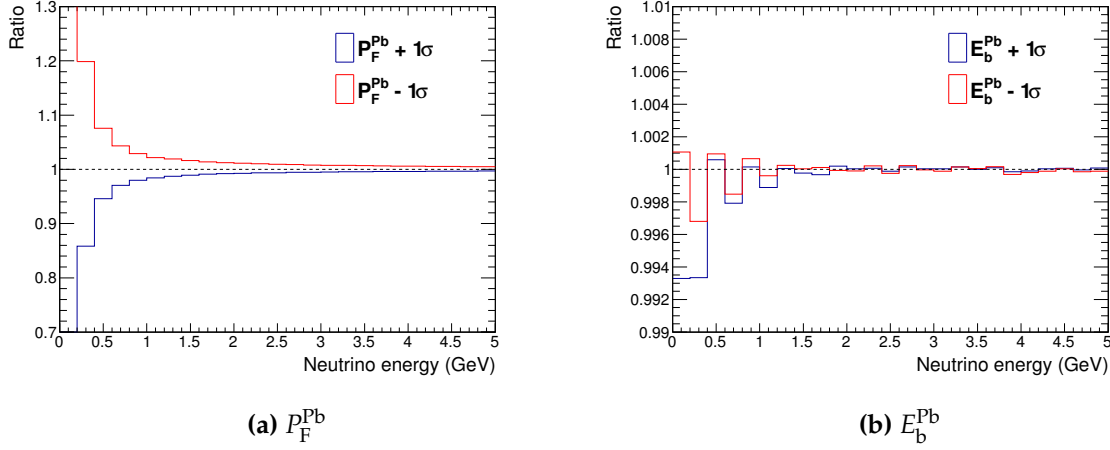 Ratio
1.3
1.2
1.1
1
0.9
0.8
0.7
P_F^Pb + 1σ
P_F^Pb - 1σ
0 0.5 1 1.5 2 2.5 3 3.5 4 4.5 5
Neutrino energy (GeV)
(a) P_F^Pb
Ratio
1.01
1.008
1.006
1.004
1.002
1
0.998
0.996
0.994
0.992
0.99
E_b^Pb + 1σ
E_b^Pb - 1σ
0 0.5 1 1.5 2 2.5 3 3.5 4 4.5 5
Neutrino energy (GeV)
(b) E_b^Pb